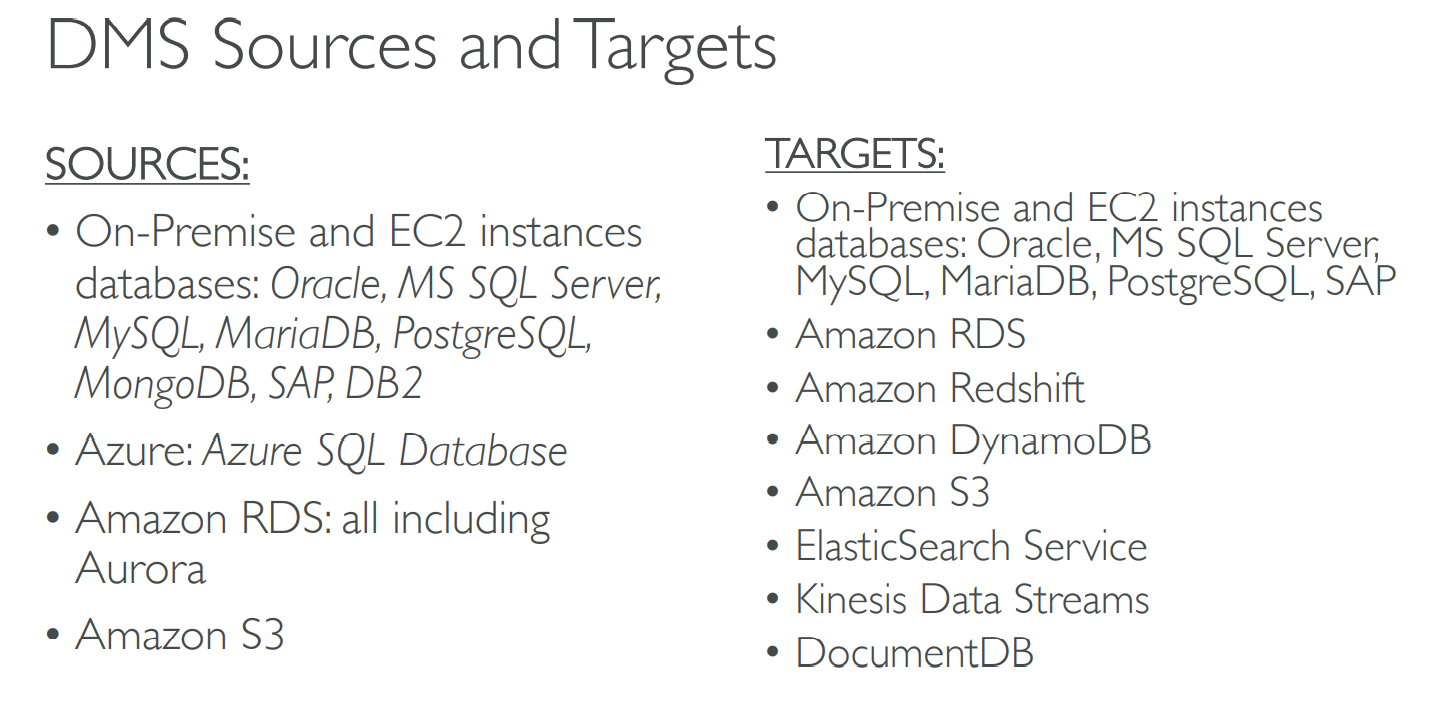 DMS Sources and Targets
SOURCES:
• On-Premise and EC2 instances
databases: Oracle, MS SQL Server,
MySQL, MariaDB, PostgreSQL,
MongoDB, SAP, DB2
• Azure: Azure SQL Database
• Amazon RDS: all including
Aurora
• Amazon S3
TARGETS:
• On-Premise and EC2 instances
databases: Oracle, MS SQL Server,
MySQL, MariaDB, PostgreSQL, SAP
• Amazon RDS
• Amazon Redshift
• Amazon DynamoDB
• Amazon S3
• ElasticSearch Service
• Kinesis Data Streams
• DocumentDB